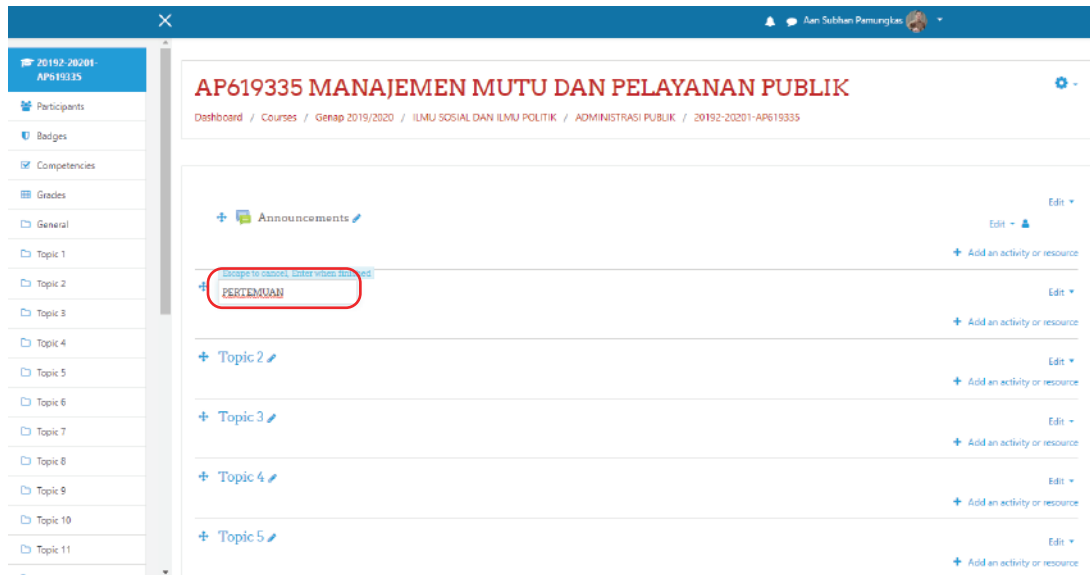 Aan Subhan Pamungkas
20192-20201-
AP619335
Participants
Badges
Competencies
Grades
General
Topic 1
Topic 2
Topic 3
Topic 4
Topic 5
Topic 6
Topic 7
Topic 8
Topic 9
Topic 10
Topic 11
AP619335 MANAJEMEN MUTU DAN PELAYANAN PUBLIK
Dashboard / Courses / Genap 2019/2020 / ILMU SOSIAL DAN ILMU POLITIK / ADMINISTRASI PUBLIK / 20192-20201-AP619335
Edit
Announcements
Edit
Add an activity or resource
Escape to cancel, Enter when finished
PERTEMUAN
Edit
Add an activity or resource
Topic 2
Edit
Add an activity or resource
Topic 3
Edit
Add an activity or resource
Topic 4
Edit
Add an activity or resource
Topic 5
Edit
Add an activity or resource